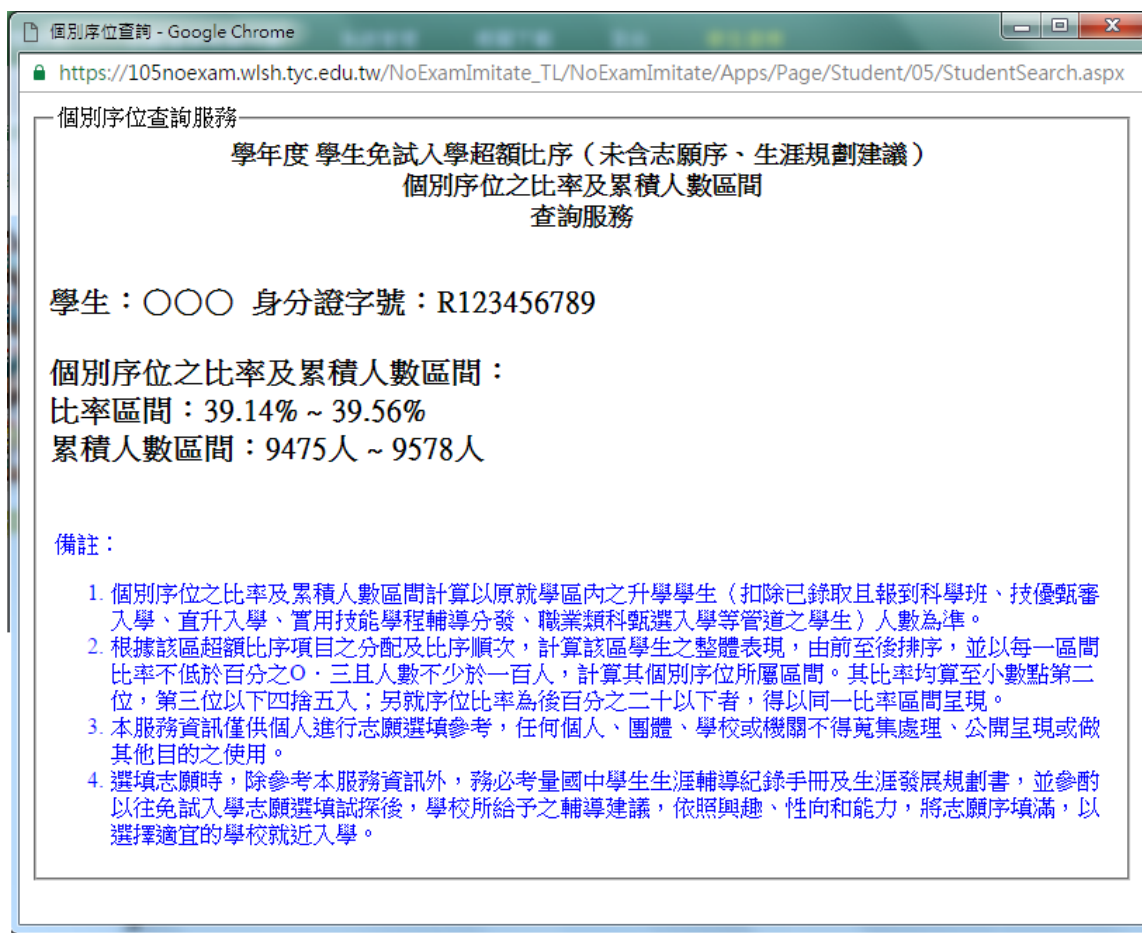 個別序位查詢 - Google Chrome
https://105noexam.wlsh.tyc.edu.tw/NoExamImitate_TL/NoExamImitate/Apps/Page/Student/05/StudentSearch.aspx
個別序位查詢服務
學年度 學生免試入學超額比序（未含志願序、生涯規劃建議）
個別序位之比率及累積人數區間
查詢服務
學生：○○○ 身分證字號：R123456789
個別序位之比率及累積人數區間：
比率區間：39.14% ~ 39.56%
累積人數區間：9475人 ~ 9578人
備註：
1. 個別序位之比率及累積人數區間計算以原就學區內之升學學生（扣除已錄取且報到科學班、技優甄審
入學、直升入學、實用技能學程輔導分發、職業類科甄選入學等管道之學生）人數為準。
2. 根據該區超額比序項目之分配及比序順次，計算該區學生之整體表現，由前至後排序，並以每一區間
比率不低於百分之O．三且人數不少於一百人，計算其個別序位所屬區間。其比率均算至小數點第二
位，第三位以下四捨五入；另就序位比率為後百分之二十以下者，得以同一比率區間呈現。
3. 本服務資訊僅供個人進行志願選填參考，任何個人、團體、學校或機關不得蒐集處理、公開呈現或做
其他目的之使用。
4. 選填志願時，除參考本服務資訊外，務必考量國中學生生涯輔導紀錄手冊及生涯發展規劃書，並參酌
以往免試入學志願選填試探後，學校所給予之輔導建議，依照興趣、性向和能力，將志願序填滿，以
選擇適宜的學校就近入學。